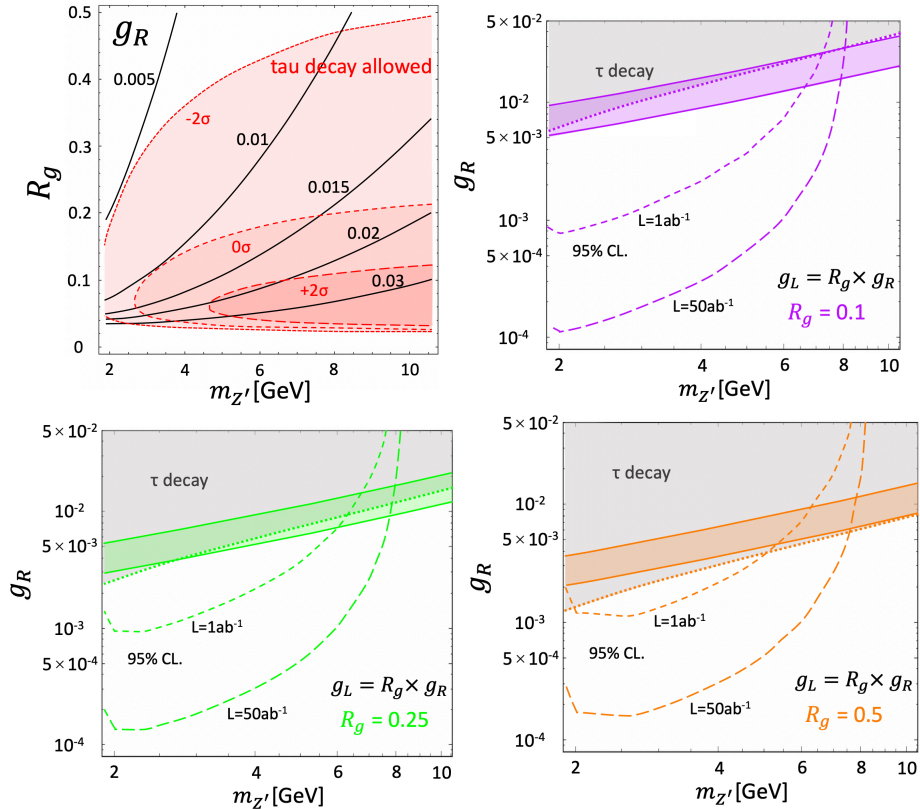 g_R
0.5
0.4
0.3
0.2
0.1
0
R_g
0.005
-2σ
tau decay allowed
0.01
0.015
0.02
0σ
+2σ
0.03
2 4 6 8 10
m_Z′ [GeV]
5 × 10⁻²
10⁻²
5 × 10⁻³
10⁻³
5 × 10⁻⁴
10⁻⁴
g_R
τ decay
L=1ab⁻¹
95% CL.
L=50ab⁻¹
g_L = R_g × g_R
R_g = 0.1
2 4 6 8 10
m_Z′ [GeV]
5 × 10⁻²
10⁻²
5 × 10⁻³
10⁻³
5 × 10⁻⁴
10⁻⁴
g_R
τ decay
L=1ab⁻¹
95% CL.
L=50ab⁻¹
g_L = R_g × g_R
R_g = 0.25
2 4 6 8 10
m_Z′ [GeV]
5 × 10⁻²
10⁻²
5 × 10⁻³
10⁻³
5 × 10⁻⁴
10⁻⁴
g_R
τ decay
L=1ab⁻¹
95% CL.
L=50ab⁻¹
g_L = R_g × g_R
R_g = 0.5
2 4 6 8 10
m_Z′ [GeV]